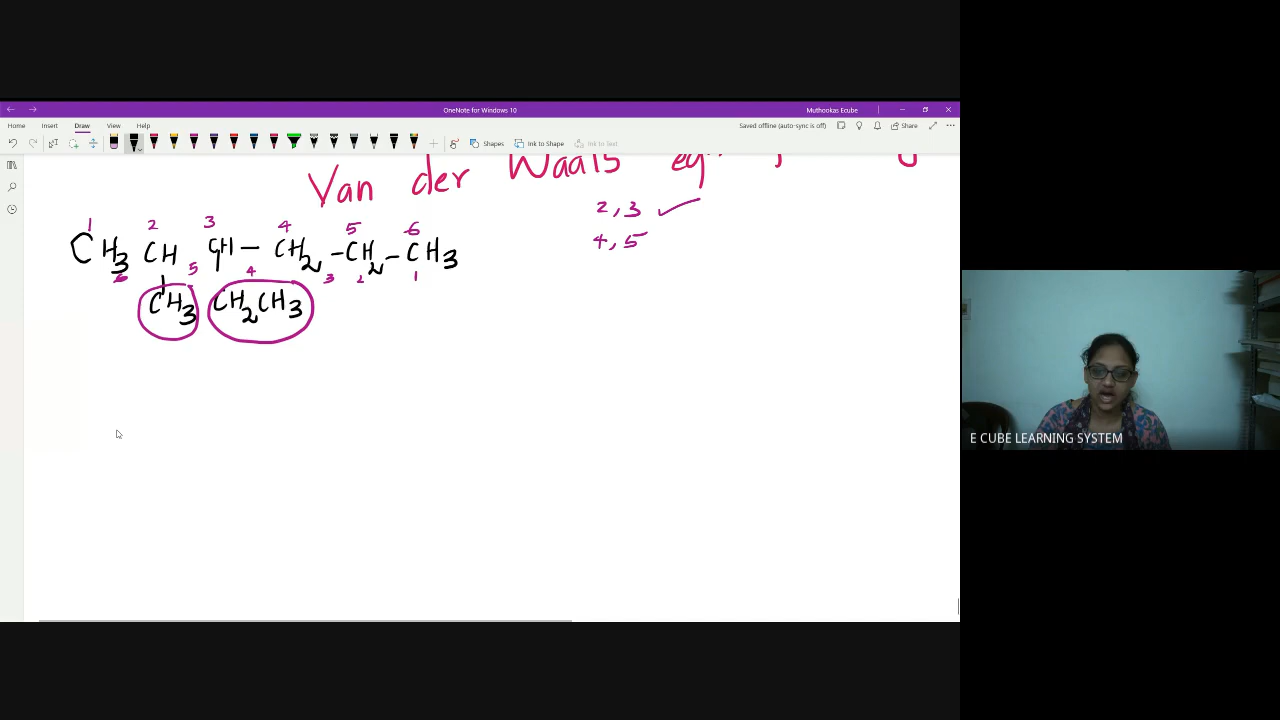 OneNote for Windows 10
Muthookas Ecube
Home Insert Draw View Help
Saved offline (auto-sync is off)
Share
Shapes
Ink to Shape
Ink to Text
Van der Waals
2, 3 ✓
4, 5
1 2 3 4 5 6
CH3 CH CH — CH2 – CH2 – CH3
6 5 4 3 2 1
CH3 CH2CH3
E CUBE LEARNING SYSTEM